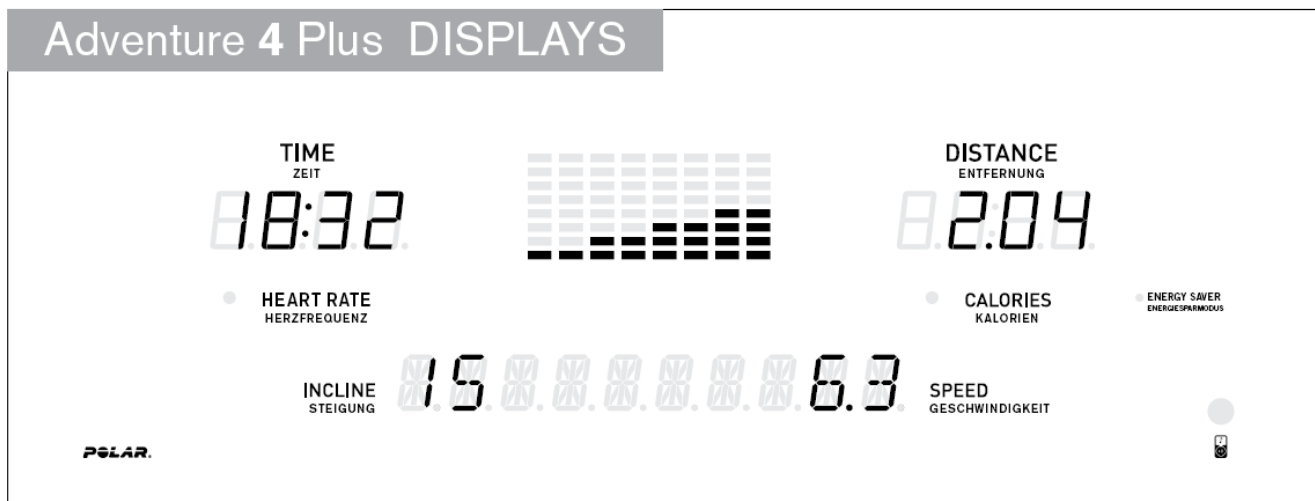 Adventure 4 Plus DISPLAYS
TIME
ZEIT
18:32
DISTANCE
ENTFERNUNG
2.04
HEART RATE
HERZFREQUENZ
CALORIES
KALORIEN
ENERGY SAVER
ENERGIESPARMODUS
INCLINE
STEIGUNG
15
6.3
SPEED
GESCHWINDIGKEIT
POLAR.